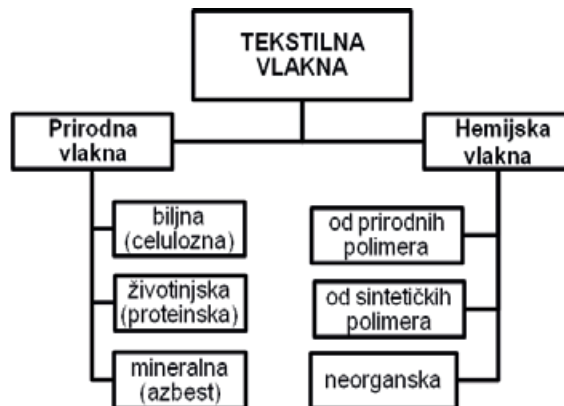 TEKSTILNA
VLAKNA
Prirodna
vlakna
Hemijska
vlakna
biljna
(celulozna)
životinjska
(proteinska)
mineralna
(azbest)
od prirodnih
polimera
od sintetičkih
polimera
neorganska